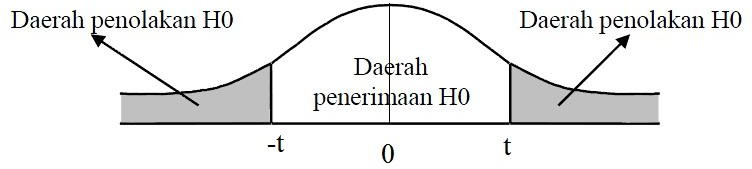 Daerah penolakan H0
Daerah penolakan H0
Daerah
penerimaan H0
-t
0
t